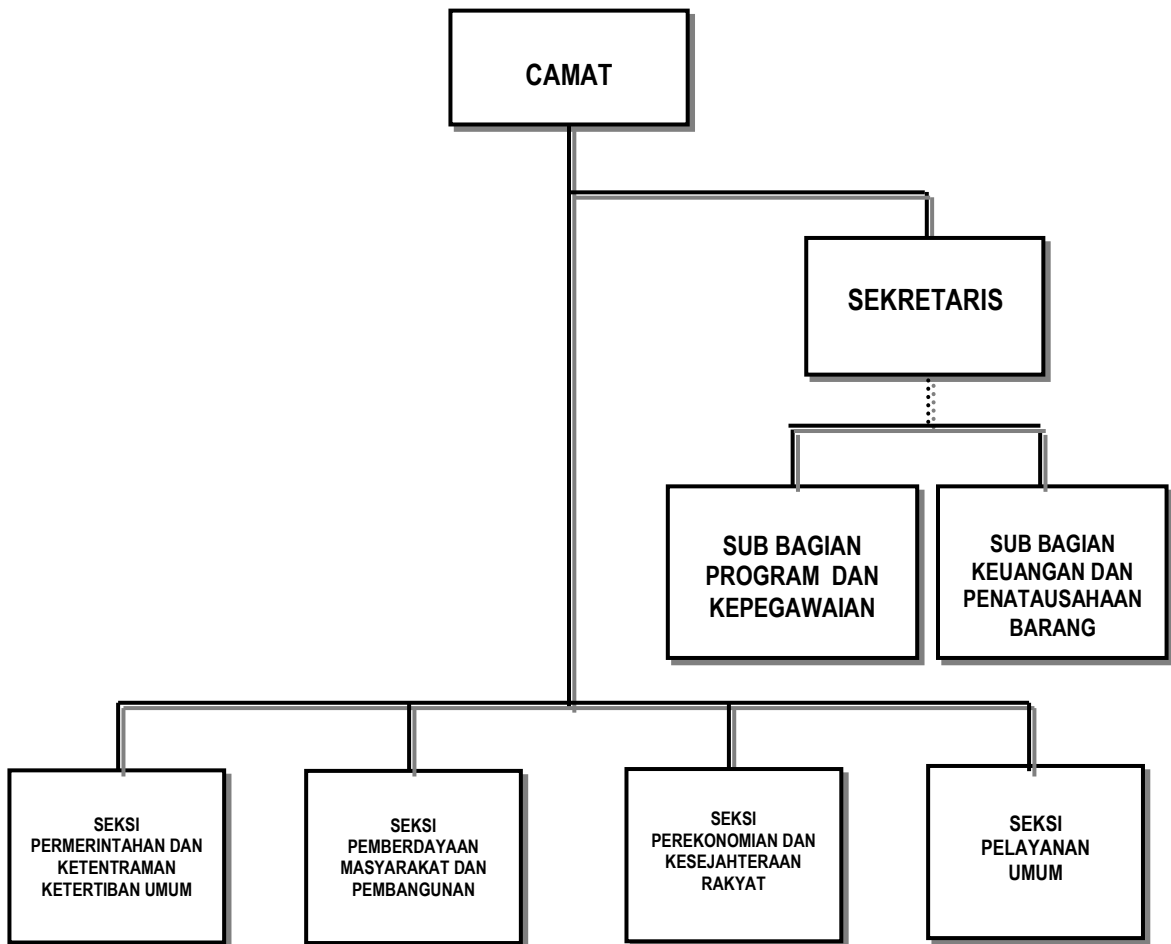 CAMAT
SEKRETARIS
SUB BAGIAN
PROGRAM DAN
KEPEGAWAIAN
SUB BAGIAN
KEUANGAN DAN
PENATAUSAHAAN
BARANG
SEKSI
PERMERINTAHAN DAN
KETENTRAMAN
KETERTIBAN UMUM
SEKSI
PEMBERDAYAAN
MASYARAKAT DAN
PEMBANGUNAN
SEKSI
PEREKONOMIAN DAN
KESEJAHTERAAN
RAKYAT
SEKSI
PELAYANAN
UMUM